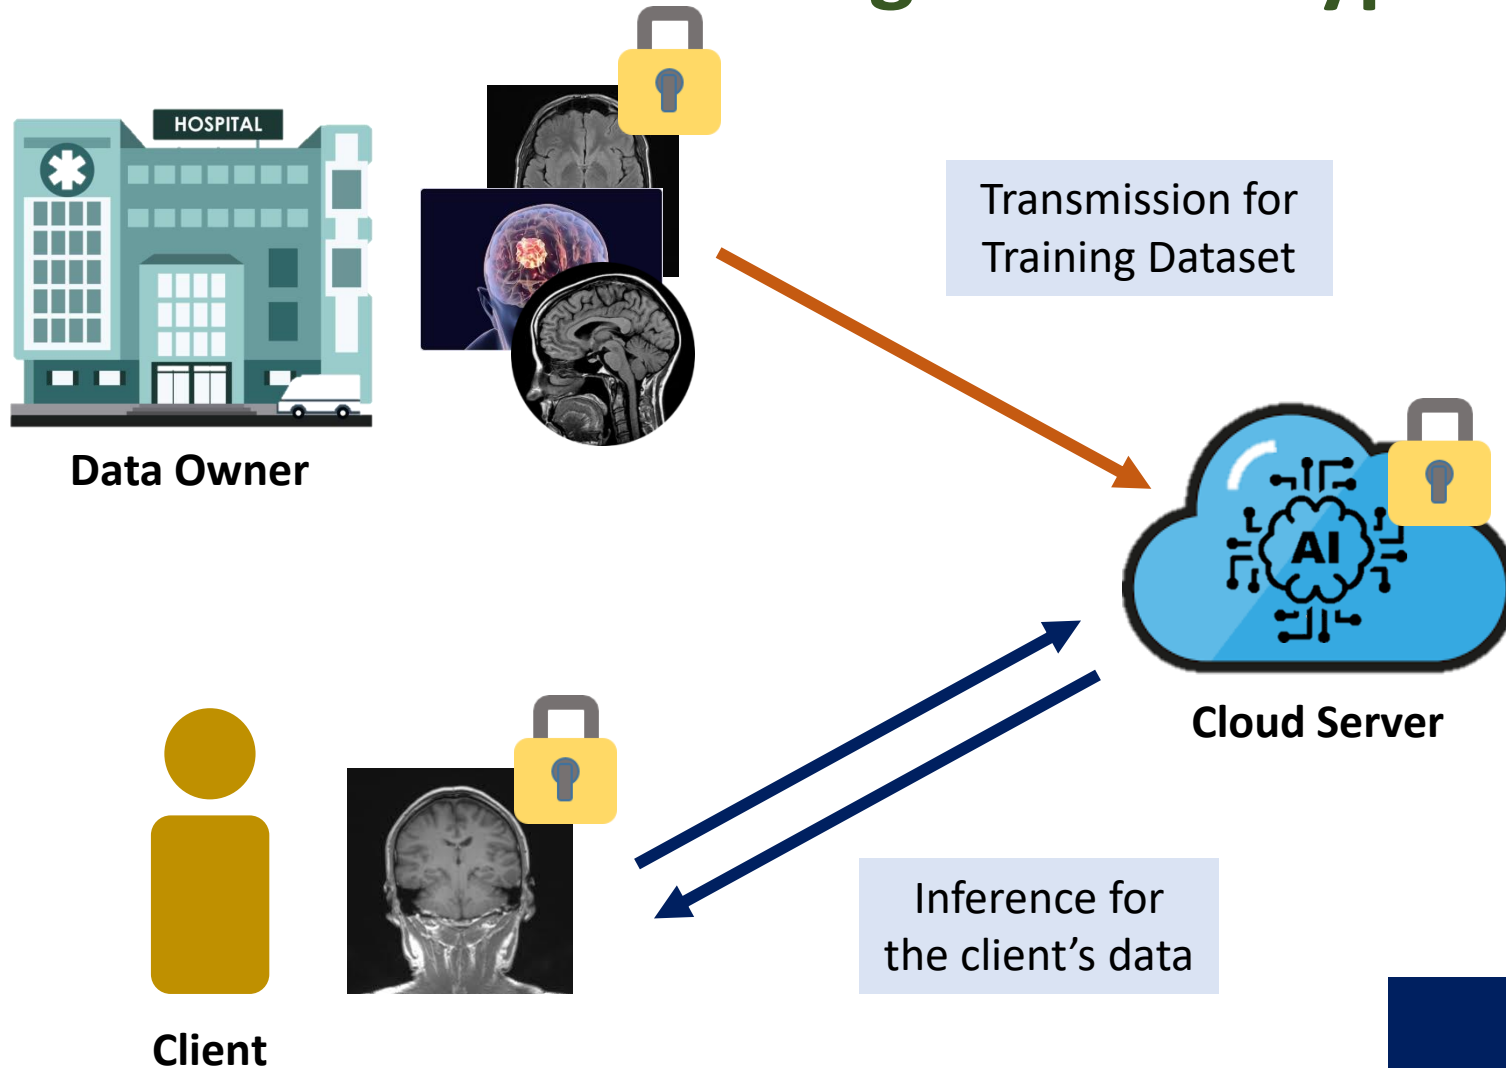 HOSPITAL
Transmission for
Training Dataset
Data Owner
AI
Cloud Server
Inference for
the client's data
Client